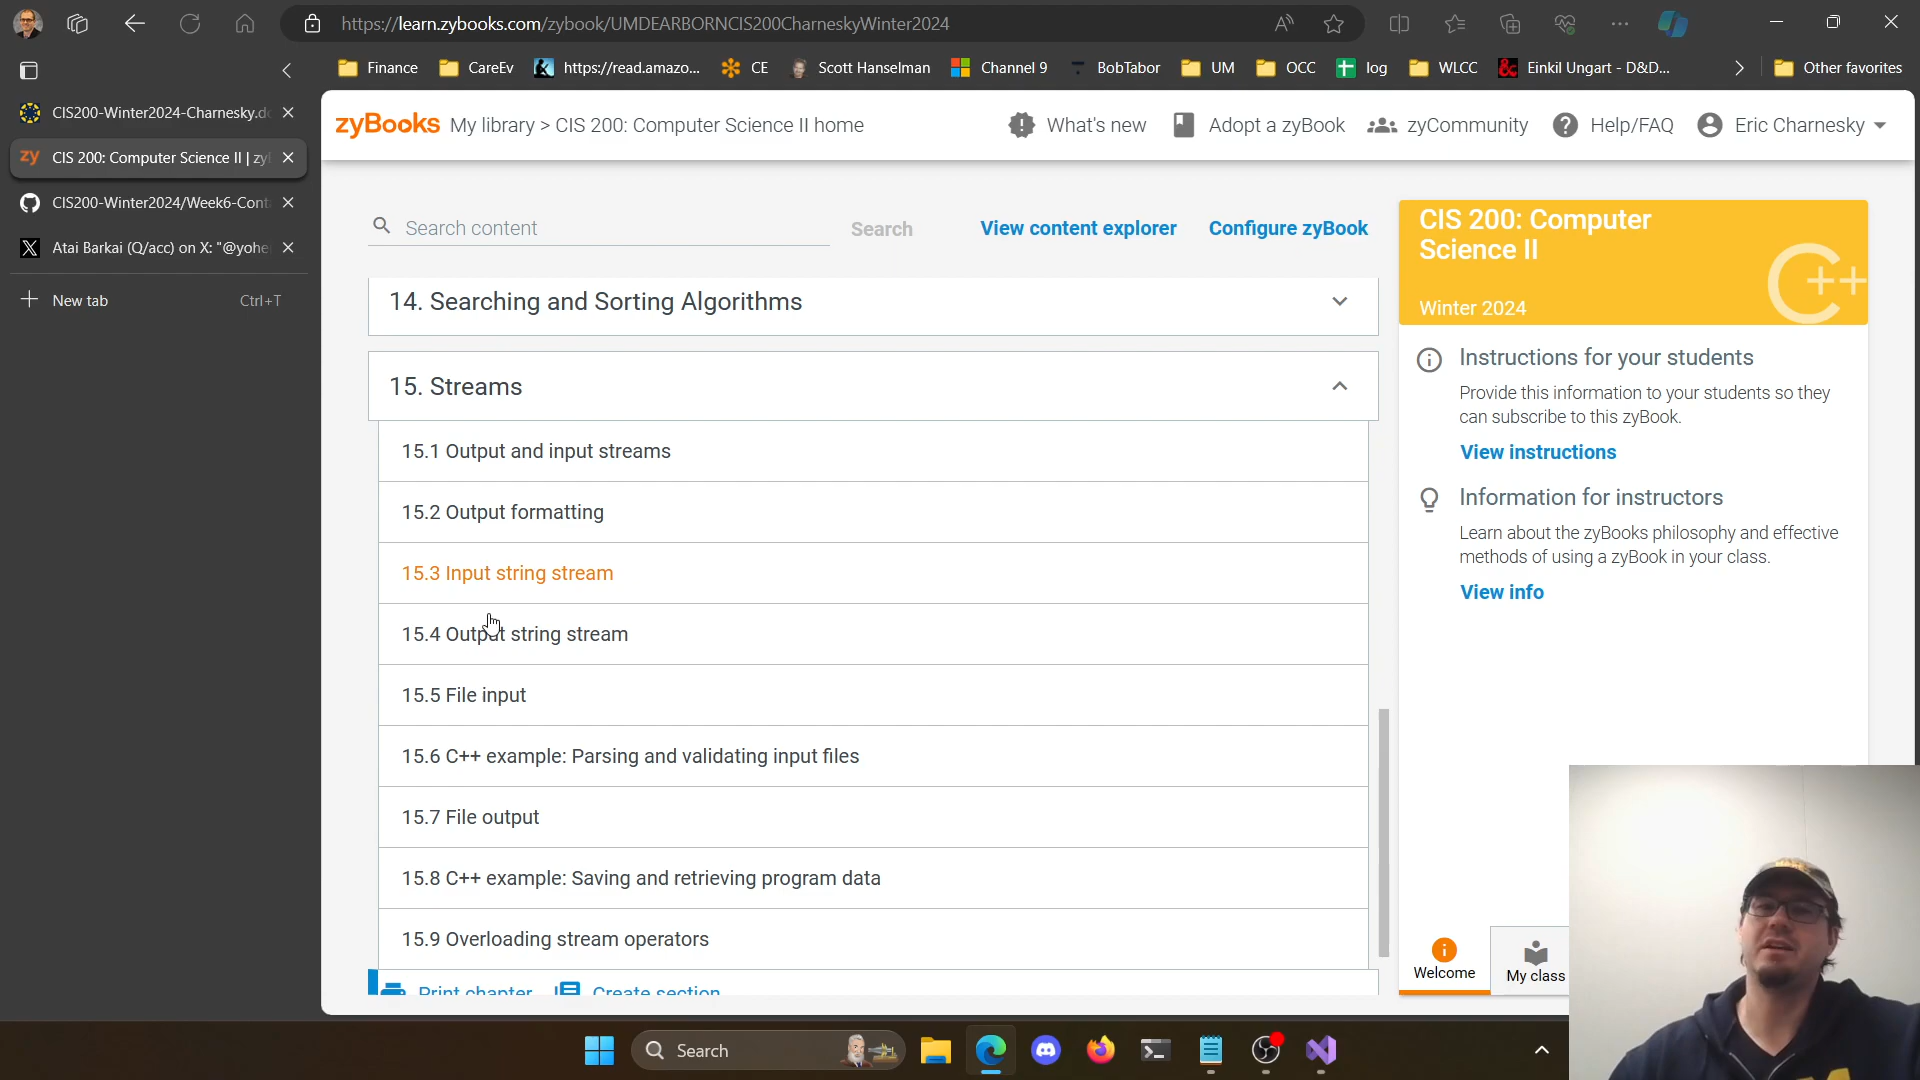 https://learn.zybooks.com/zybook/UMDEARBORNCIS200CharneskyWinter2024
Finance
CareEv
https://read.amazo...
CE
Scott Hanselman
Channel 9
BobTabor
UM
OCC
log
WLCC
Einkil Ungart - D&D...
Other favorites
CIS200-Winter2024-Charnesky.de
zy CIS 200: Computer Science II | zyl
CIS200-Winter2024/Week6-Cont
Atai Barkai (Q/acc) on X: "@yohe
New tab Ctrl+T
zyBooks My library > CIS 200: Computer Science II home
What's new
Adopt a zyBook
zyCommunity
Help/FAQ
Eric Charnesky
Search content
Search
View content explorer
Configure zyBook
14. Searching and Sorting Algorithms
15. Streams
15.1 Output and input streams
15.2 Output formatting
15.3 Input string stream
15.4 Output string stream
15.5 File input
15.6 C++ example: Parsing and validating input files
15.7 File output
15.8 C++ example: Saving and retrieving program data
15.9 Overloading stream operators
Print chapter
Create section
CIS 200: Computer
Science II
Winter 2024
C++
Instructions for your students
Provide this information to your students so they
can subscribe to this zyBook.
View instructions
Information for instructors
Learn about the zyBooks philosophy and effective
methods of using a zyBook in your class.
View info
Welcome
My class
Search